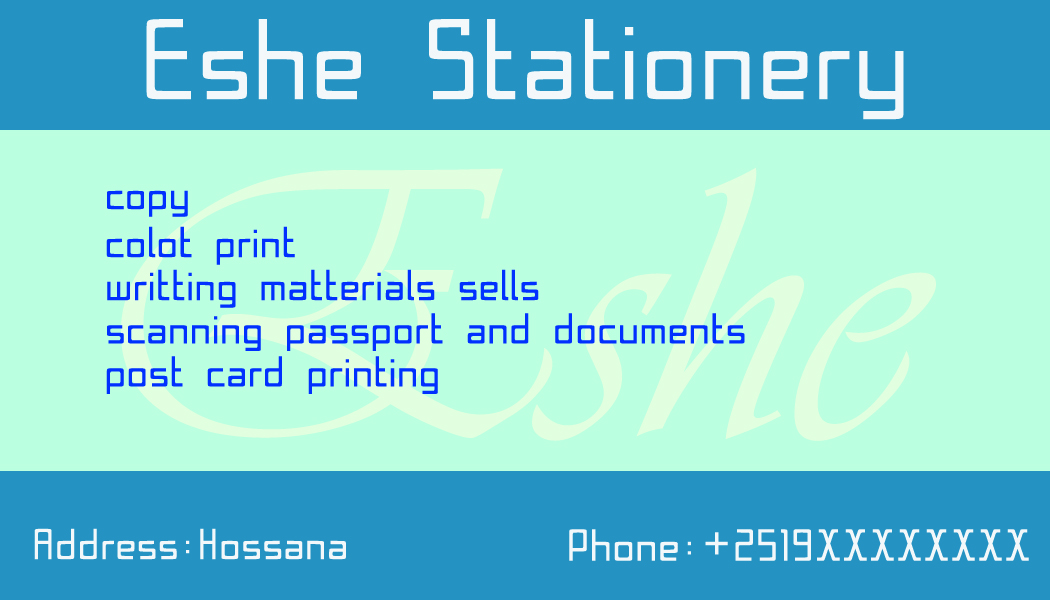 Eshe Stationery
Eshe
copy
colot print
writting matterials sells
scanning passport and documents
post card printing
Address:Hossana
Phone:+2519XXXXXXXX